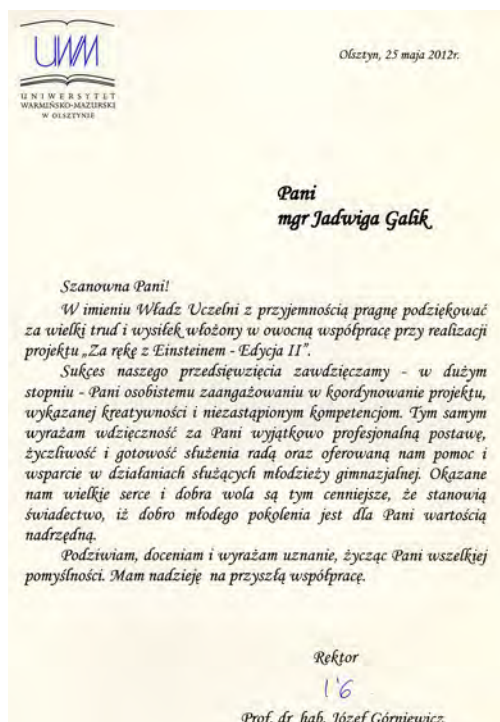 UWM
UNIWERSYTET
WARMIŃSKO-MAZURSKI
W OLSZTYNIE
Olsztyn, 25 maja 2012r.
Pani
mgr Jadwiga Galik
Szanowna Pani!
W imieniu Władz Uczelni z przyjemnością pragnę podziękować
za wielki trud i wysiłek włożony w owocną współpracę przy realizacji
projektu „Za rękę z Einsteinem - Edycja II".
Sukces naszego przedsięwzięcia zawdzięczamy - w dużym
stopniu - Pani osobistemu zaangażowaniu w koordynowanie projektu,
wykazanej kreatywności i niezastąpionym kompetencjom. Tym samym
wyrażam wdzięczność za Pani wyjątkowo profesjonalną postawę,
życzliwość i gotowość służenia radą oraz oferowaną nam pomoc i
wsparcie w działaniach służących młodzieży gimnazjalnej. Okazane
nam wielkie serce i dobra wola są tym cenniejsze, że stanowią
świadectwo, iż dobro młodego pokolenia jest dla Pani wartością
nadrzędną.
Podziwiam, doceniam i wyrażam uznanie, życząc Pani wszelkiej
pomyślności. Mam nadzieję na przyszłą współpracę.
Rektor
Prof. dr hab. Józef Górniewicz